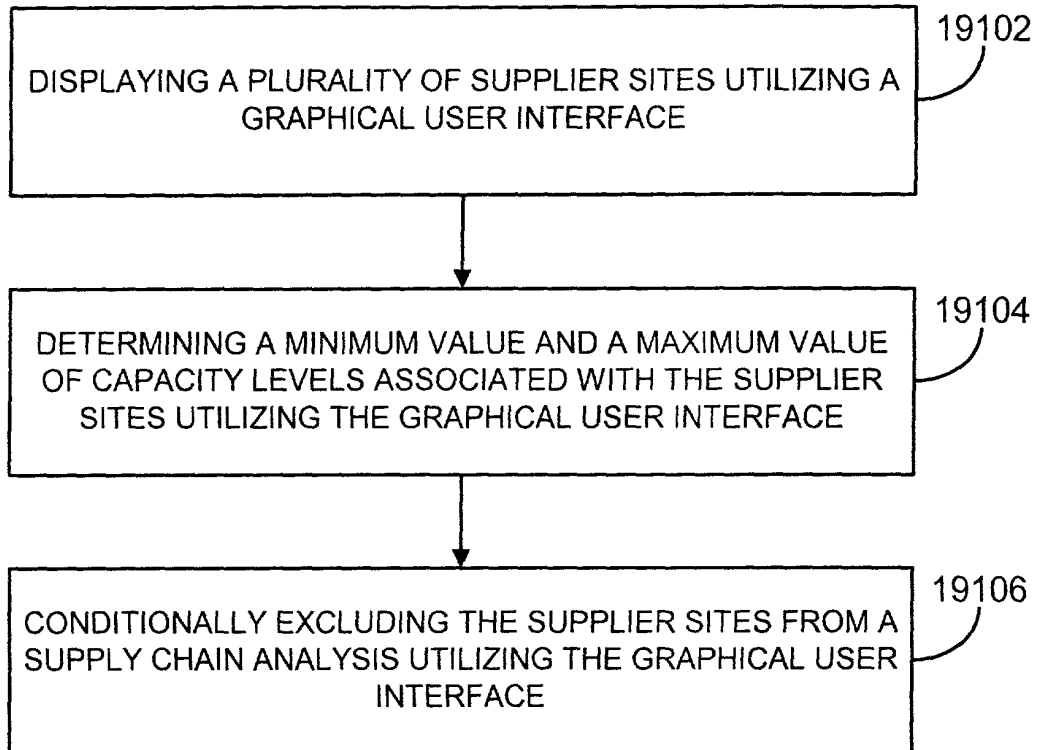 19102
DISPLAYING A PLURALITY OF SUPPLIER SITES UTILIZING A
GRAPHICAL USER INTERFACE
19104
DETERMINING A MINIMUM VALUE AND A MAXIMUM VALUE
OF CAPACITY LEVELS ASSOCIATED WITH THE SUPPLIER
SITES UTILIZING THE GRAPHICAL USER INTERFACE
19106
CONDITIONALLY EXCLUDING THE SUPPLIER SITES FROM A
SUPPLY CHAIN ANALYSIS UTILIZING THE GRAPHICAL USER
INTERFACE